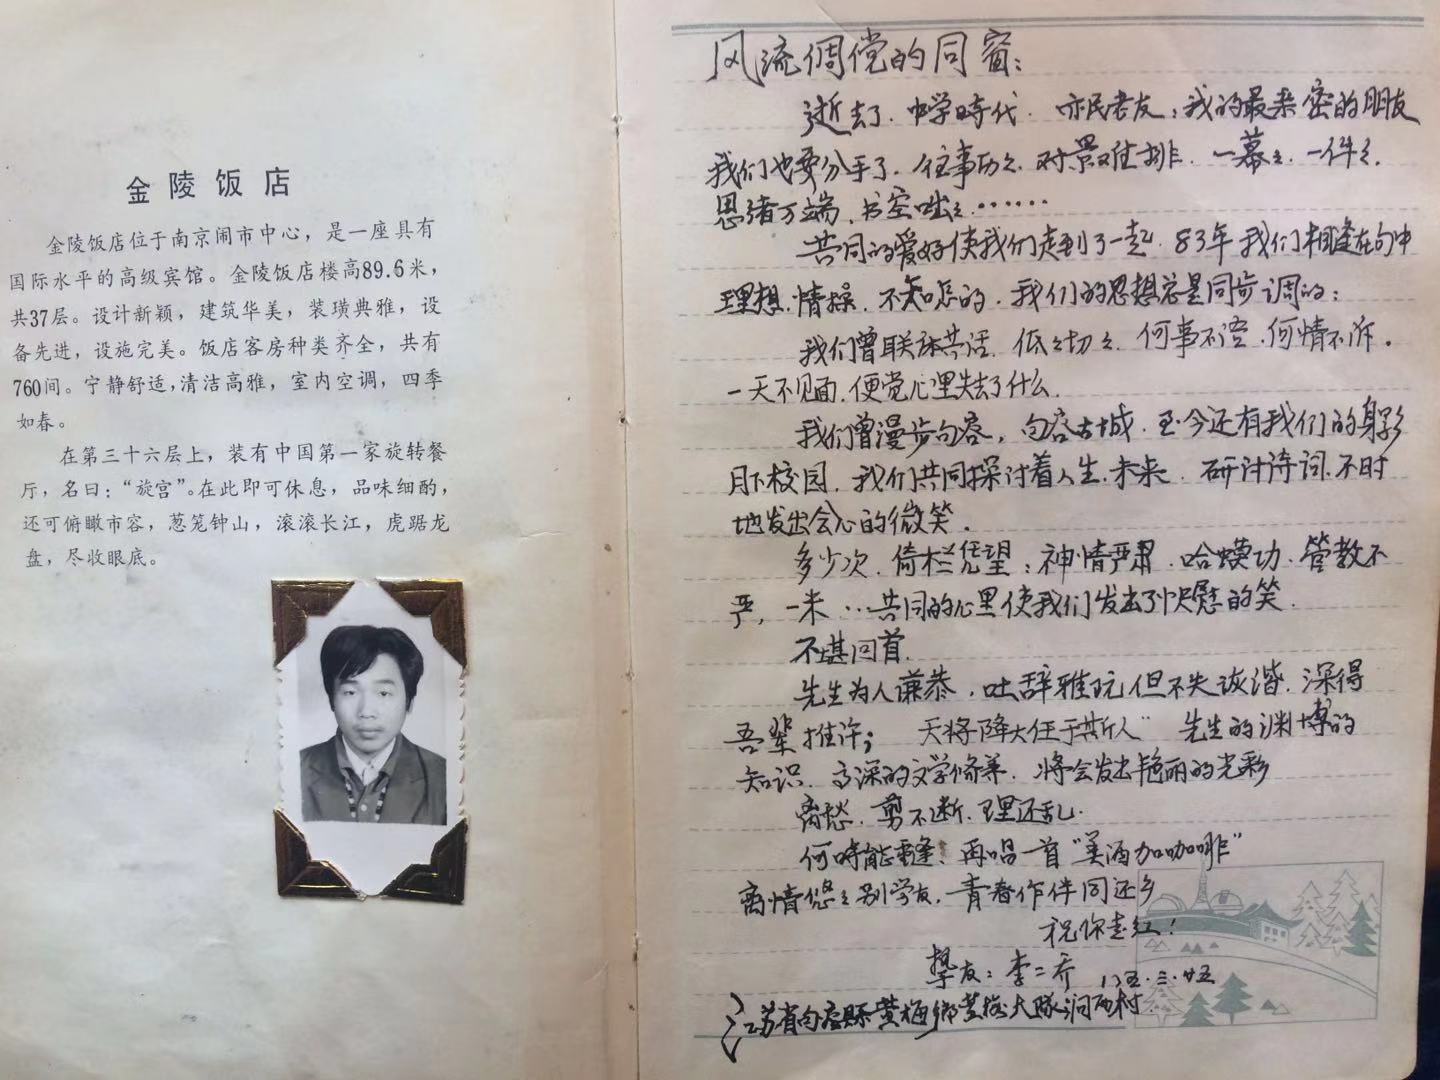 金陵饭店
金陵饭店位于南京闹市中心，是一座具有
国际水平的高级宾馆。金陵饭店楼高89.6米，
共37层。设计新颖，建筑华美，装璜典雅，设
备先进，设施完美。饭店客房种类齐全，共有
760间。宁静舒适，清洁高雅，室内空调，四季
如春。
在第三十六层上，装有中国第一家旋转餐
厅，名曰：“旋宫”。在此即可休息，品味细酌，
还可俯瞰市容，葱笼钟山，滚滚长江，虎踞龙
盘，尽收眼底。
风流倜傥的同窗：
逝去了．中学時代．亦民老友：我的最亲密的朋友
我们也要分手了．往事历々．对景难排．一幕々．一件々．
思绪万端．书空咄々……
共同的爱好使我们走到了一起．83年我们相逢在句中
理想．情操．不知怎的．我们的思想总是同步调的：
我们曾联床共话．低々切々．何事不语．何情不诉．
一天不见面．便觉心里失去了什么．
我们曾漫步句容，句容古城．至今还有我们的身影
月下校园．我们共同探讨着人生．未来．研讨诗词．不时
地发出会心的微笑．
多少次．倚栏凭望：神情严肃．哈蟆功．管教不
严，一米…共同的心里使我们发出了快慰的笑．
不堪回首．
先生为人谦恭．吐辞雅玩但不失诙谐．深得
吾辈推许；天将降大任于斯人”先生的渊博的
知识．高深的文学修养．将会发出艳丽的光彩
离愁．剪不断．理还乱．
何時能重逢：再唱一首“美酒加咖啡”
离情悠々别学友．青春作伴同还乡
祝你走红！
挚友：李二乔 八五.三.廿五
江苏省句容縣黄梅鄉 大隊洞西村